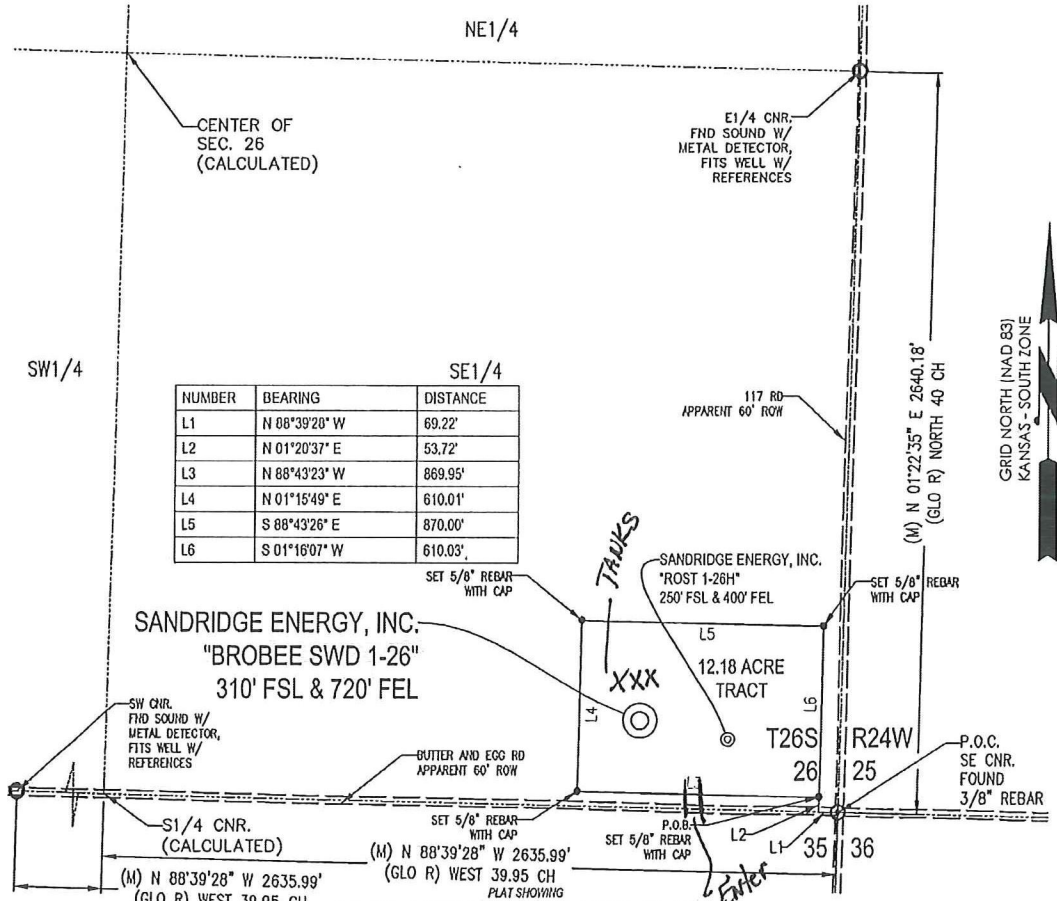 NE1/4
CENTER OF
SEC. 26
(CALCULATED)
E1/4 CNR.
FND SOUND W/
METAL DETECTOR,
FITS WELL W/
REFERENCES
GRID NORTH (NAD 83)
KANSAS - SOUTH ZONE
(M) N 01°22'35" E 2640.18'
(GLO R) NORTH 40 CH
SW1/4
SE1/4
117 RD
APPARENT 60' ROW
NUMBER BEARING DISTANCE
L1 N 88°39'28" W 69.22'
L2 N 01°20'37" E 53.72'
L3 N 88°43'23" W 869.95'
L4 N 01°15'49" E 610.01'
L5 S 88°43'26" E 870.00'
L6 S 01°16'07" W 610.03'
SET 5/8" REBAR
WITH CAP
TANKS
XXX
SANDRIDGE ENERGY, INC.
"ROST 1-26H"
250' FSL & 400' FEL
SET 5/8" REBAR
WITH CAP
L5
SANDRIDGE ENERGY, INC.
"BROBEE SWD 1-26"
310' FSL & 720' FEL
12.18 ACRE
TRACT
L4
L6
SW CNR.
FND SOUND W/
METAL DETECTOR,
FITS WELL W/
REFERENCES
BUTTER AND EGG RD
APPARENT 60' ROW
T26S R24W
26 25
P.O.C.
SE CNR.
FOUND
3/8" REBAR
S1/4 CNR.
(CALCULATED)
SET 5/8" REBAR
WITH CAP
L3
P.O.B.
SET 5/8" REBAR
WITH CAP
L2
L1
35 36
Enter
(M) N 88°39'28" W 2635.99'
(GLO R) WEST 39.95 CH
PLAT SHOWING
(M) N 88°39'28" W 2635.99'
(GLO R) WEST 39.95 CH